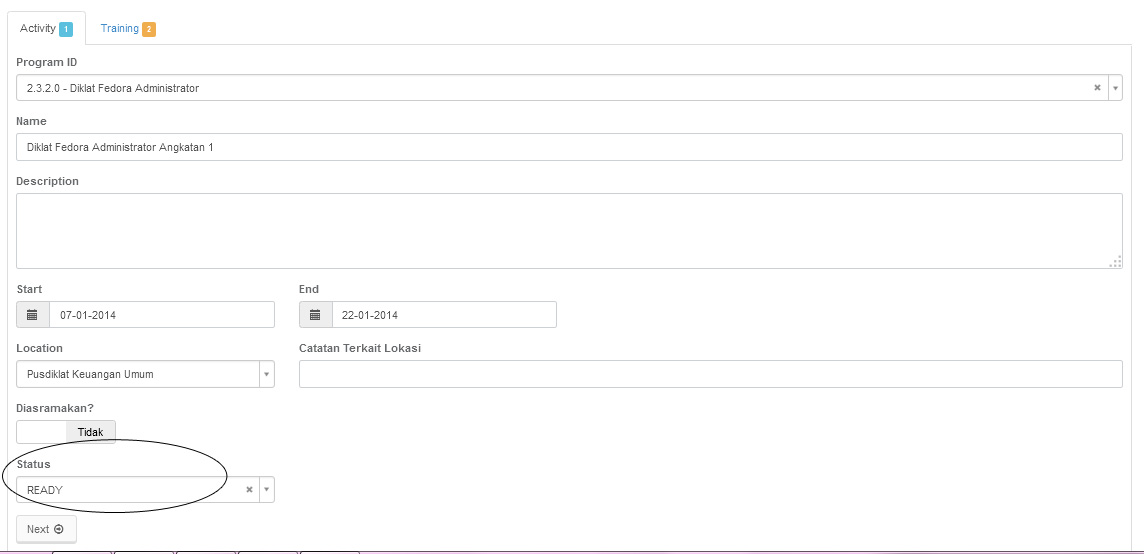 Activity 1 Training 2
Program ID
2.3.2.0 - Diklat Fedora Administrator
Name
Diklat Fedora Administrator Angkatan 1
Description
Start End
07-01-2014 22-01-2014
Location Catatan Terkait Lokasi
Pusdiklat Keuangan Umum
Diasramakan?
Tidak
Status
READY
Next